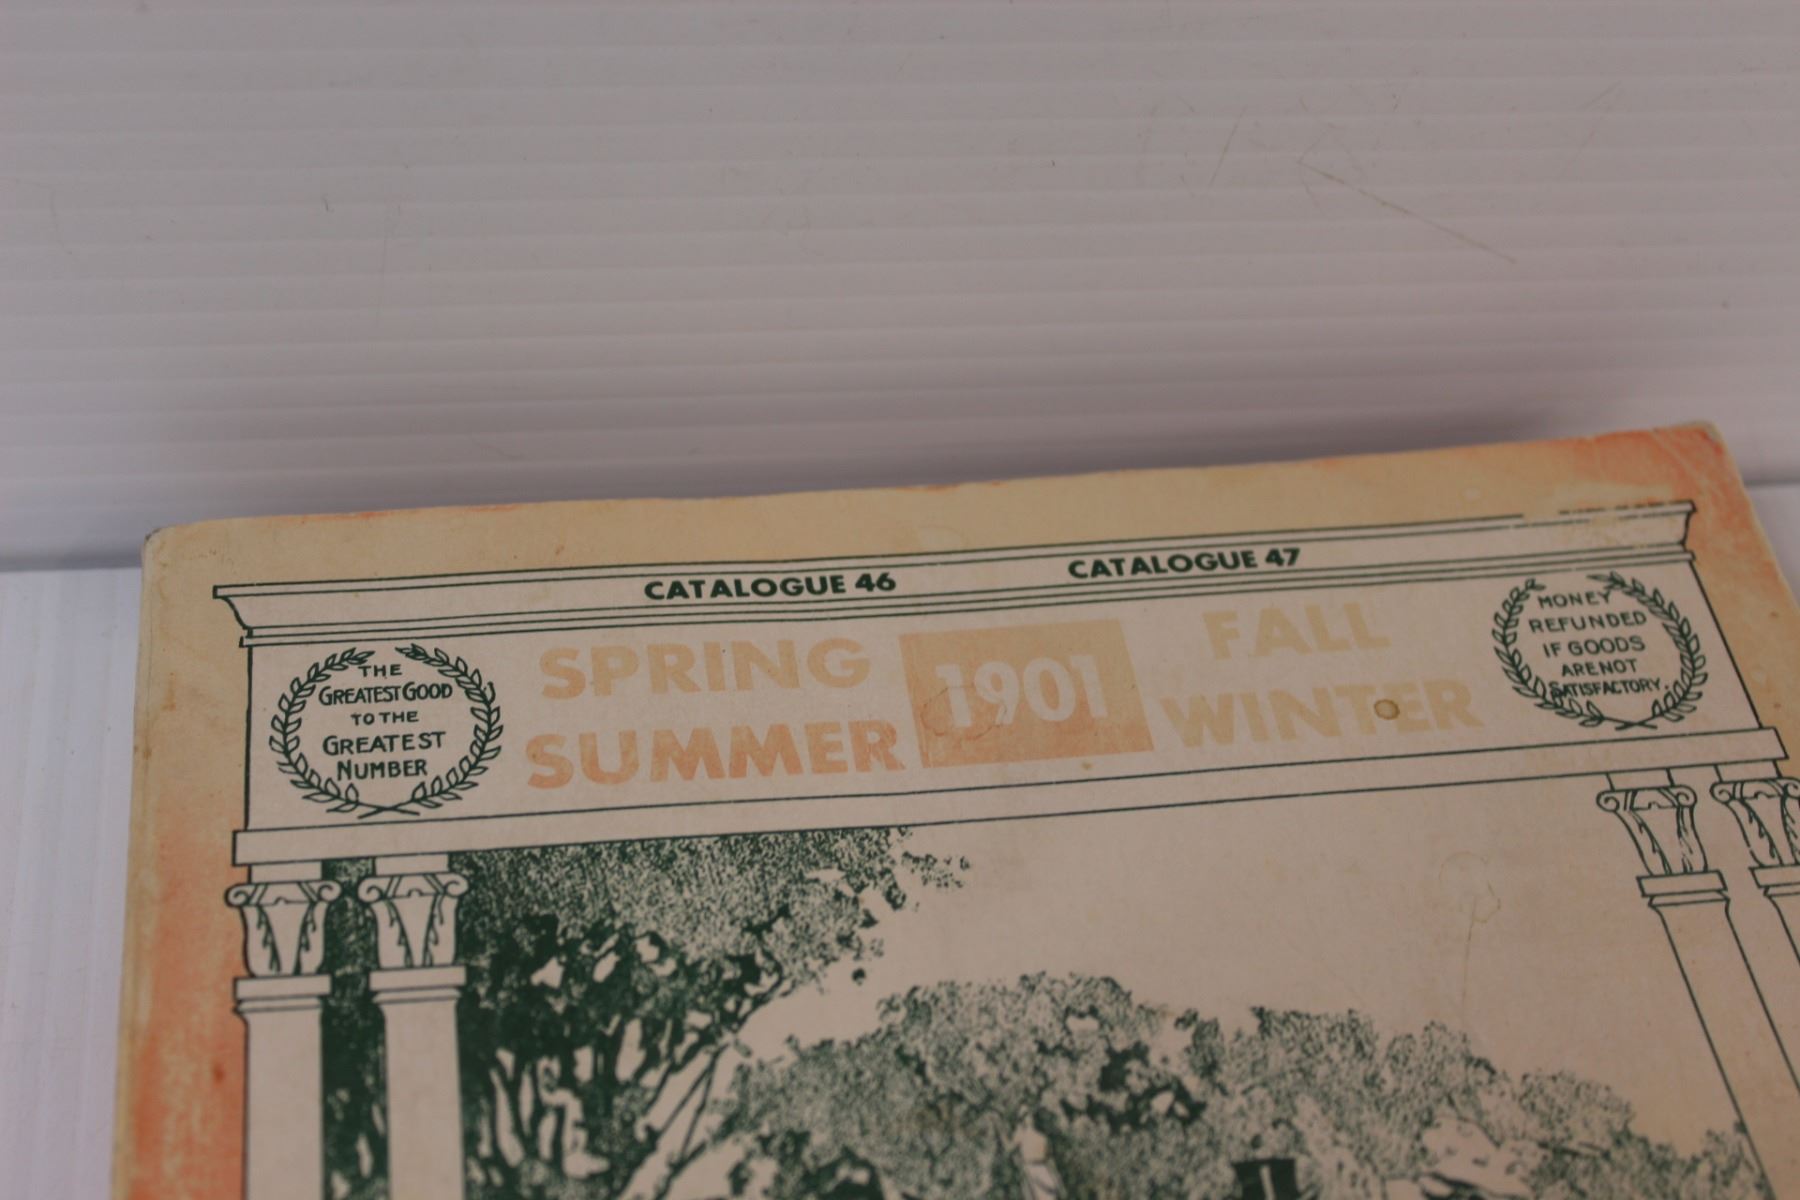 CATALOGUE 46 CATALOGUE 47
THE
GREATEST GOOD
TO THE
GREATEST
NUMBER
SPRING
SUMMER
1901
FALL
WINTER
MONEY
REFUNDED
IF GOODS
ARE NOT
SATISFACTORY.